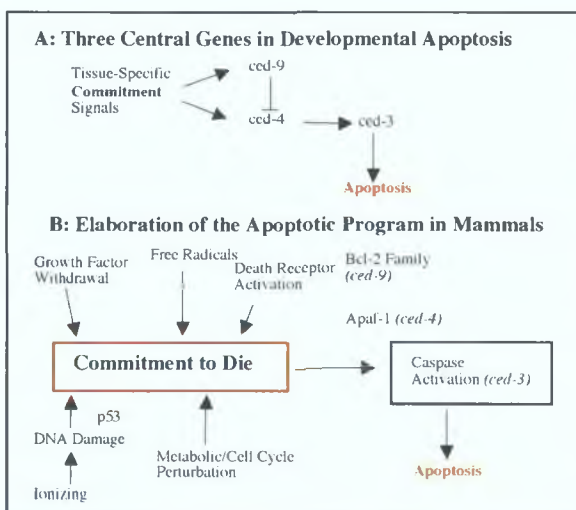 A: Three Central Genes in Developmental Apoptosis
Tissue-Specific
Commitment
Signals
ced-9
ced-4
ced-3
Apoptosis
B: Elaboration of the Apoptotic Program in Mammals
Growth Factor
Withdrawal
Free Radicals
Death Receptor
Activation
Bcl-2 Family
(ced-9)
Apaf-1 (ced-4)
Commitment to Die
Caspase
Activation (ced-3)
p53
DNA Damage
Metabolic/Cell Cycle
Perturbation
Apoptosis
Ionizing